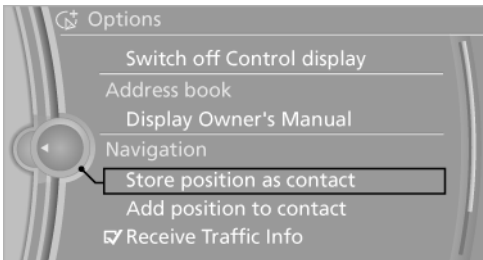 Options
Switch off Control display
Address book
Display Owner's Manual
Navigation
Store position as contact
Add position to contact
Receive Traffic Info